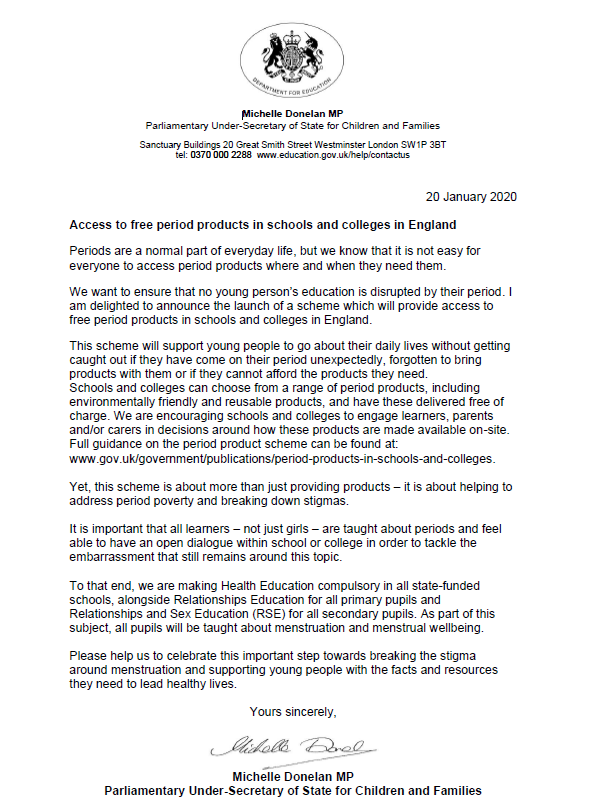 DEPARTMENT FOR EDUCATION
Michelle Donelan MP
Parliamentary Under-Secretary of State for Children and Families
Sanctuary Buildings 20 Great Smith Street Westminster London SW1P 3BT
tel: 0370 000 2288 www.education.gov.uk/help/contactus
20 January 2020
Access to free period products in schools and colleges in England
Periods are a normal part of everyday life, but we know that it is not easy for
everyone to access period products where and when they need them.
We want to ensure that no young person's education is disrupted by their period. I
am delighted to announce the launch of a scheme which will provide access to
free period products in schools and colleges in England.
This scheme will support young people to go about their daily lives without getting
caught out if they have come on their period unexpectedly, forgotten to bring
products with them or if they cannot afford the products they need.
Schools and colleges can choose from a range of period products, including
environmentally friendly and reusable products, and have these delivered free of
charge. We are encouraging schools and colleges to engage learners, parents
and/or carers in decisions around how these products are made available on-site.
Full guidance on the period product scheme can be found at:
www.gov.uk/government/publications/period-products-in-schools-and-colleges.
Yet, this scheme is about more than just providing products – it is about helping to
address period poverty and breaking down stigmas.
It is important that all learners – not just girls – are taught about periods and feel
able to have an open dialogue within school or college in order to tackle the
embarrassment that still remains around this topic.
To that end, we are making Health Education compulsory in all state-funded
schools, alongside Relationships Education for all primary pupils and
Relationships and Sex Education (RSE) for all secondary pupils. As part of this
subject, all pupils will be taught about menstruation and menstrual wellbeing.
Please help us to celebrate this important step towards breaking the stigma
around menstruation and supporting young people with the facts and resources
they need to lead healthy lives.
Yours sincerely,
Michelle Donel
Michelle Donelan MP
Parliamentary Under-Secretary of State for Children and Families